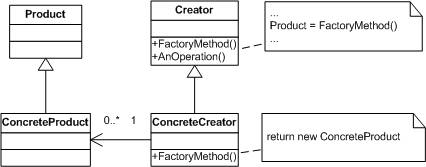 Product
Creator
+FactoryMethod()
+AnOperation()
...
Product = FactoryMethod()
...
ConcreteProduct
0..* 1
ConcreteCreator
+FactoryMethod()
return new ConcreteProduct